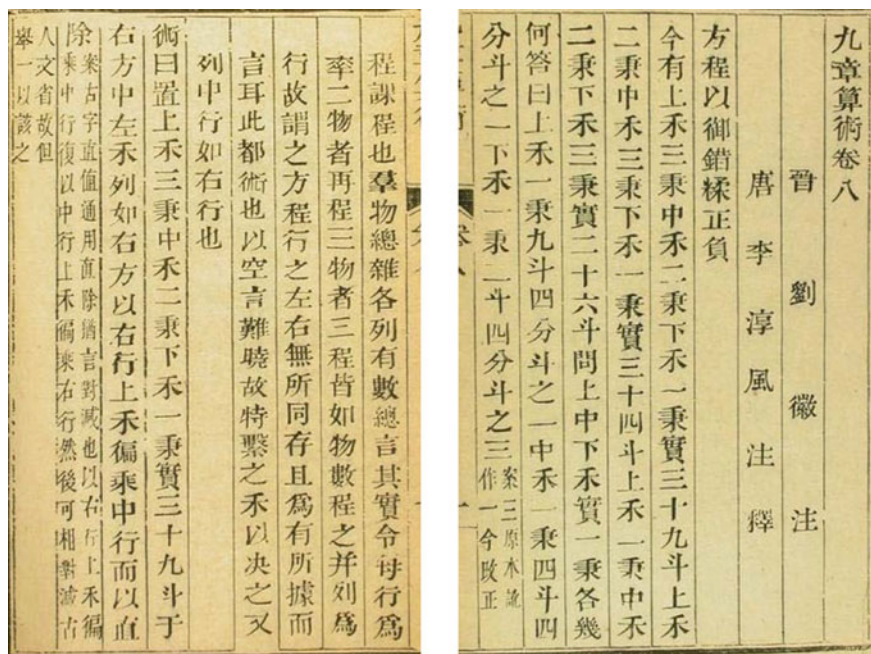 九章算術卷八
晉劉徽注
唐李淳風注釋
方程以御錯糅正負
今有上禾三秉中禾二秉下禾一秉實三十九斗上禾
二秉中禾三秉下禾一秉實三十四斗上禾一秉中禾
二秉下禾三秉實二十六斗問上中下禾實一秉各幾
何答曰上禾一秉九斗四分斗之一中禾一秉四斗四
分斗之一下禾一秉二斗四分斗之三
案三原本訛
作一今改正
程課程也羣物總雜各列有數總言其實令每行爲
率二物者再程三物者三程皆如物數程之并列爲
行故謂之方程行之左右無所同存且爲有所據而
言耳此都術也以空言難曉故特繫之禾以決之又
列中行如右行也
術曰置上禾三秉中禾二秉下禾一秉實三十九斗于
右方中左禾列如右方以右行上禾徧乘中行而以直
除
案古字直值通用直除猶言對減也以右行上禾徧
乘中行復以中行上禾徧乘右行然後可相對減古
人文省故但
舉一以該之